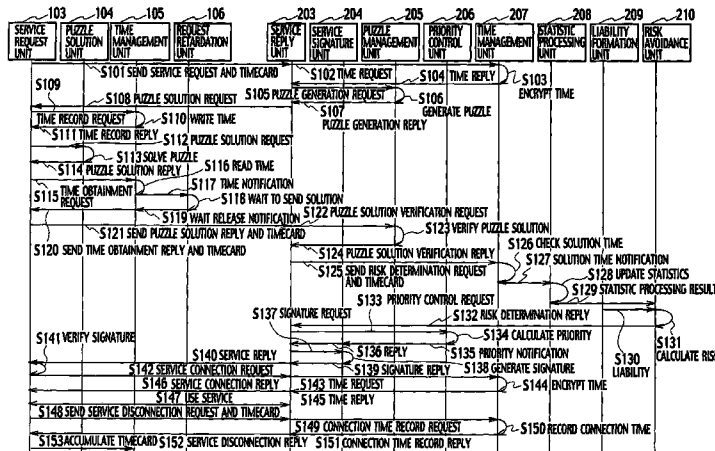 103 104 105 106 203 204 205 206 207 208 209 210
SERVICE REQUEST UNIT
PUZZLE SOLUTION UNIT
TIME MANAGEMENT UNIT
REQUEST RETARDATION UNIT
SERVICE REPLY UNIT
SERVICE SIGNATURE UNIT
PUZZLE MANAGEMENT UNIT
PRIORITY CONTROL UNIT
TIME MANAGEMENT UNIT
STATISTIC PROCESSING UNIT
LIABILITY FORMATION UNIT
RISK AVOIDANCE UNIT
S101 SEND SERVICE REQUEST AND TIMECARD
S102 TIME REQUEST
S104 TIME REPLY
S103
ENCRYPT TIME
S105 PUZZLE GENERATION REQUEST
S106
GENERATE PUZZLE
S107
PUZZLE GENERATION REPLY
S108 PUZZLE SOLUTION REQUEST
S109
TIME RECORD REQUEST
S110 WRITE TIME
S111 TIME RECORD REPLY
S112 PUZZLE SOLUTION REQUEST
S113 SOLVE PUZZLE
S114 PUZZLE SOLUTION REPLY
S116 READ TIME
S115 TIME OBTAINMENT REQUEST
S117 TIME NOTIFICATION
S118 WAIT TO SEND SOLUTION
S119 WAIT RELEASE NOTIFICATION
S122 PUZZLE SOLUTION VERIFICATION REQUEST
S121 SEND PUZZLE SOLUTION REPLY AND TIMECARD
S123 VERIFY PUZZLE SOLUTION
S120 SEND TIME OBTAINMENT REPLY AND TIMECARD
S124 PUZZLE SOLUTION VERIFICATION REPLY
S126 CHECK SOLUTION TIME
S125 SEND RISK DETERMINATION REQUEST AND TIMECARD
S127 SOLUTION TIME NOTIFICATION
S128 UPDATE STATISTICS
S129 STATISTIC PROCESSING RESULT
S133 PRIORITY CONTROL REQUEST
S132 RISK DETERMINATION REPLY
S137 SIGNATURE REQUEST
S134 CALCULATE PRIORITY
S131
CALCULATE RISK
S130
LIABILITY
S141 VERIFY SIGNATURE
S136 REPLY
S135 PRIORITY NOTIFICATION
S140 SERVICE REPLY
S139 SIGNATURE REPLY
S138 GENERATE SIGNATURE
S142 SERVICE CONNECTION REQUEST
S146 SERVICE CONNECTION REPLY
S143 TIME REQUEST
S144 ENCRYPT TIME
S147 USE SERVICE
S145 TIME REPLY
S148 SEND SERVICE DISCONNECTION REQUEST AND TIMECARD
S149 CONNECTION TIME RECORD REQUEST
S150 RECORD CONNECTION TIME
S153 ACCUMULATE TIMECARD
S152 SERVICE DISCONNECTION REPLY
S151 CONNECTION TIME RECORD REPLY